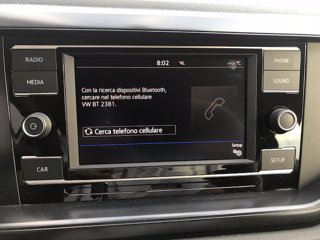 RADIO
MEDIA
CAR
8:02
°C
Con la ricerca dispositivi Bluetooth,
cercare nel telefono cellulare
VW BT 2381.
Cerca telefono cellulare
Setup
PHONE
SOUND
SETUP